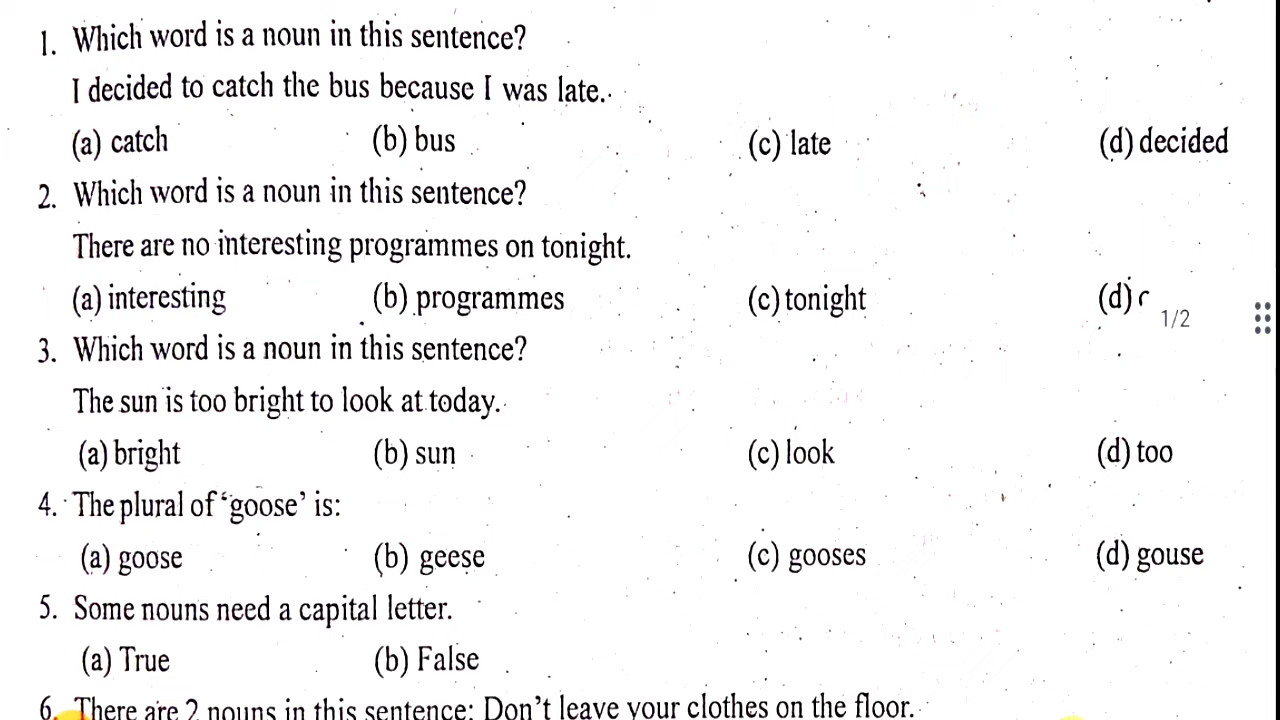 1. Which word is a noun in this sentence?
I decided to catch the bus because I was late.
(a) catch (b) bus (c) late (d) decided
2. Which word is a noun in this sentence?
There are no interesting programmes on tonight.
(a) interesting (b) programmes (c) tonight (d)
1/2
3. Which word is a noun in this sentence?
The sun is too bright to look at today.
(a) bright (b) sun (c) look (d) too
4. The plural of ‘goose’ is:
(a) goose (b) geese (c) gooses (d) gouse
5. Some nouns need a capital letter.
(a) True (b) False
6. There are 2 nouns in this sentence: Don’t leave your clothes on the floor.